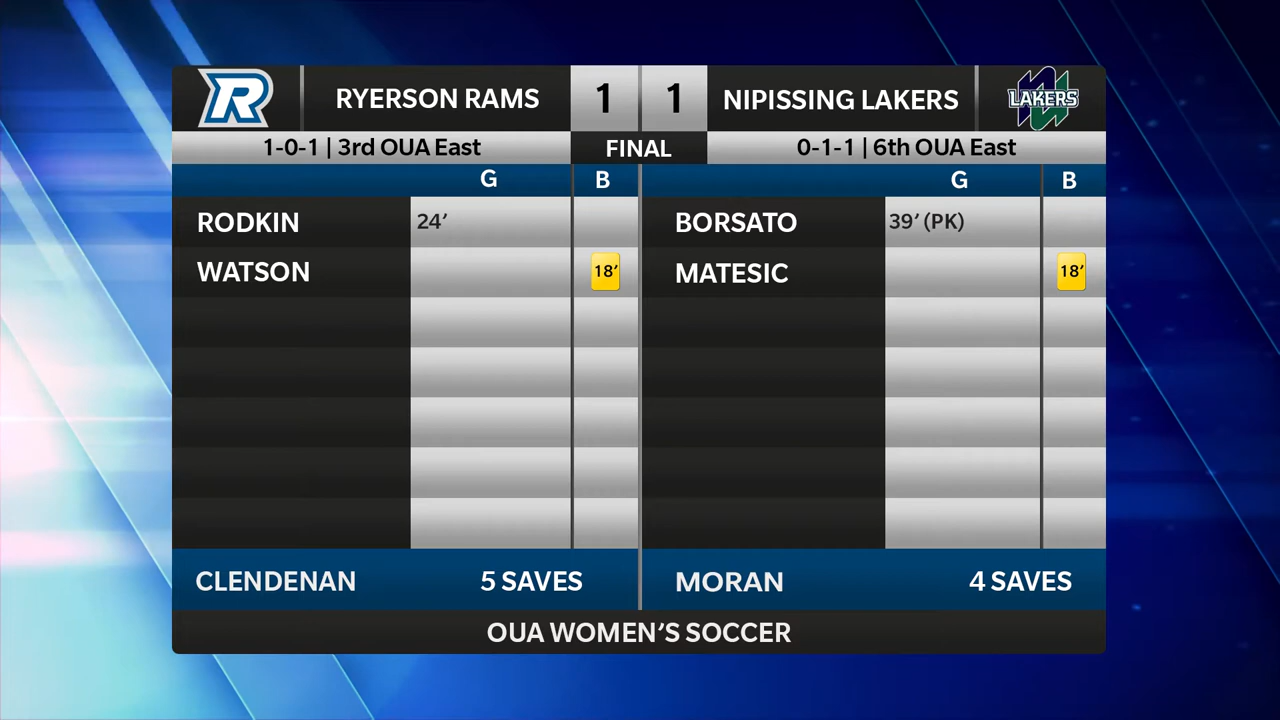 R
RYERSON RAMS 1 1 NIPISSING LAKERS LAKERS
1-0-1 | 3rd OUA East FINAL 0-1-1 | 6th OUA East
G B G B
RODKIN 24’ BORSATO 39’ (PK)
WATSON 18’ MATESIC 18’
CLENDENAN 5 SAVES MORAN 4 SAVES
OUA WOMEN’S SOCCER